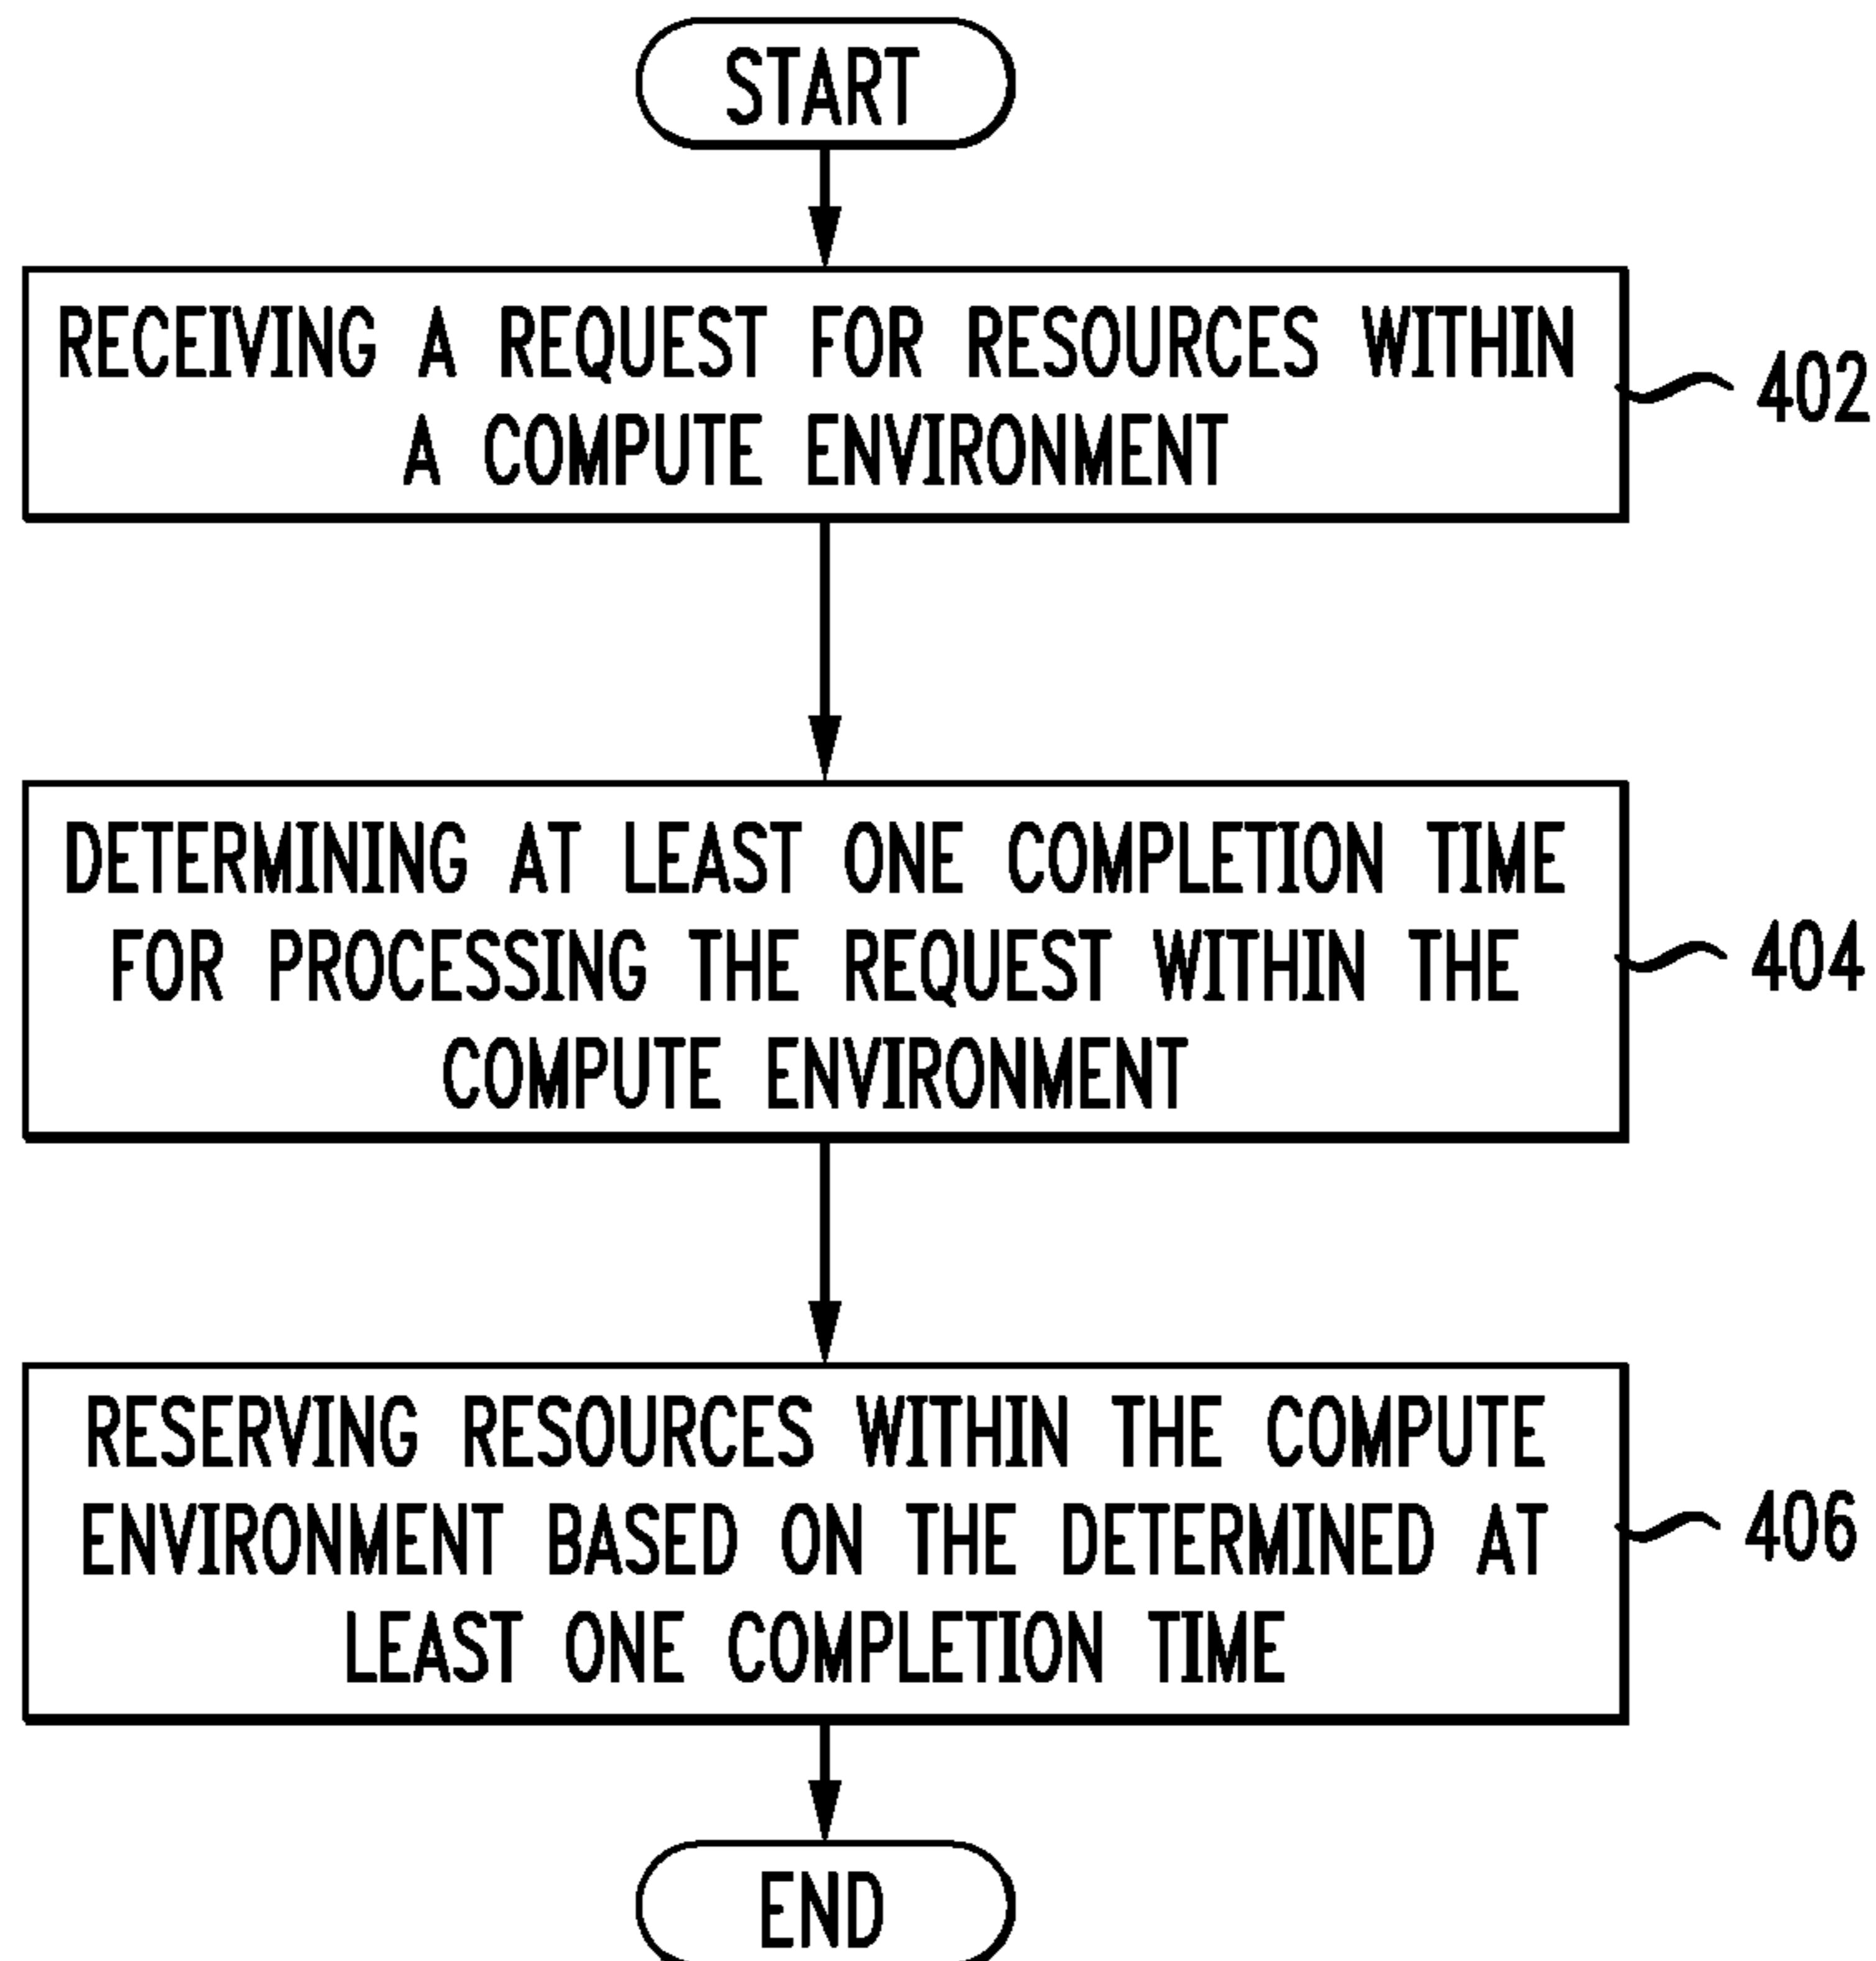 START
RECEIVING A REQUEST FOR RESOURCES WITHIN
A COMPUTE ENVIRONMENT
402
DETERMINING AT LEAST ONE COMPLETION TIME
FOR PROCESSING THE REQUEST WITHIN THE
COMPUTE ENVIRONMENT
404
RESERVING RESOURCES WITHIN THE COMPUTE
ENVIRONMENT BASED ON THE DETERMINED AT
LEAST ONE COMPLETION TIME
406
END